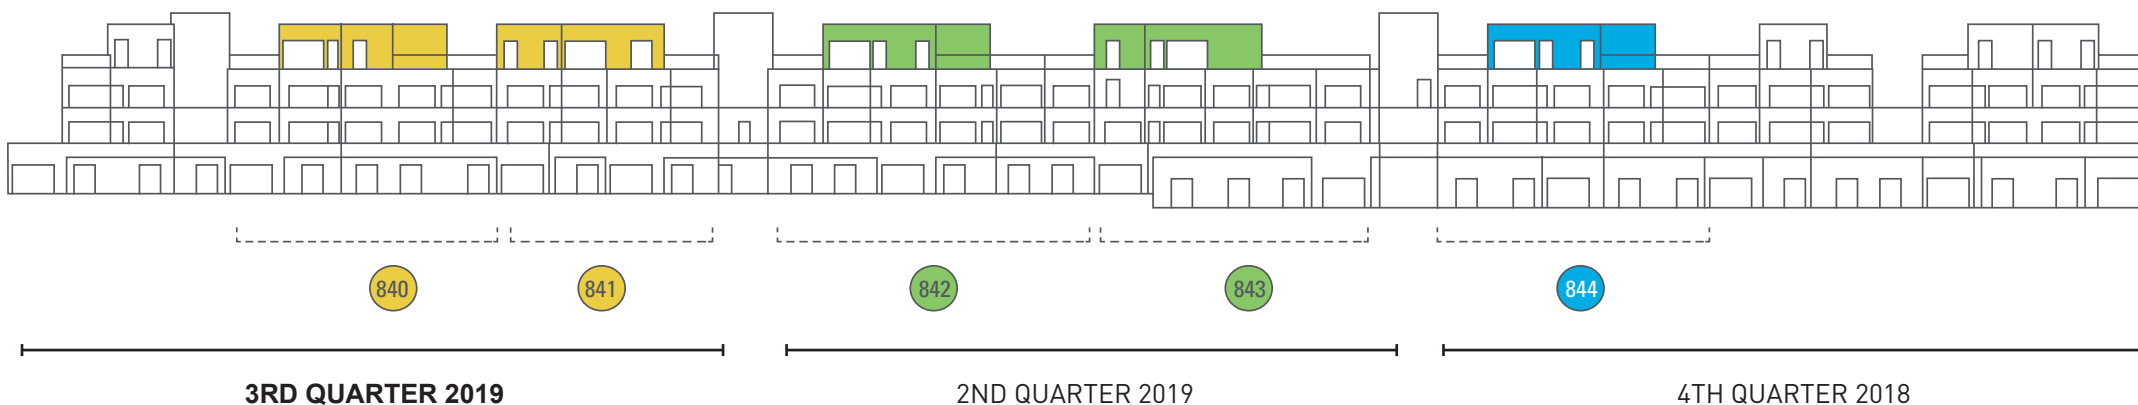 840 841 842 843 844
3RD QUARTER 2019 2ND QUARTER 2019 4TH QUARTER 2018